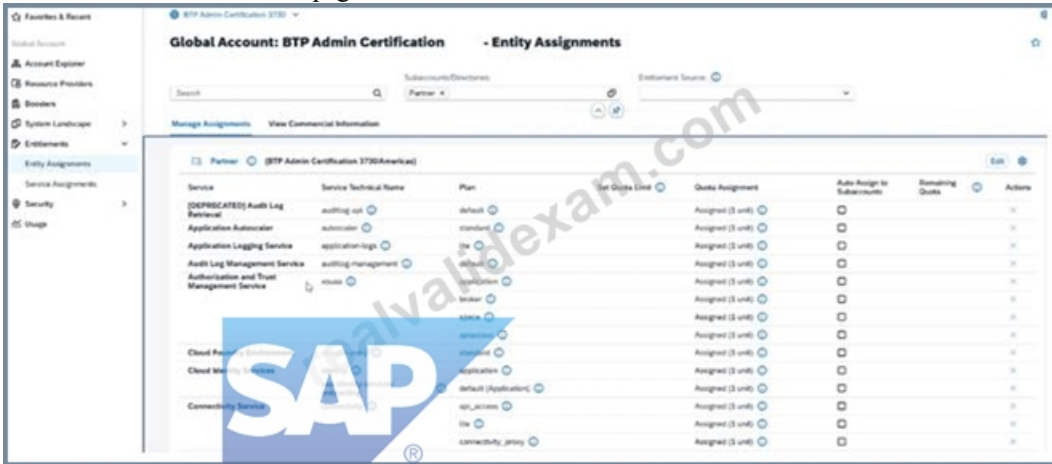 Favorites & Recent
BTP Admin Certification 3730
Global Account
Global Account: BTP Admin Certification - Entity Assignments
Account Explorer
Resource Providers
Boosters
System Landscape
Entitlements
Entity Assignments
Service Assignments
Security
Usage
Subaccounts/Directories:
Entitlement Source:
Search
Partner
Manage Assignments View Commercial Information
Partner (BTP Admin Certification 3730/Americas)
Edit
Service Service Technical Name Plan Set Quota Limit Quota Assignment Auto-Assign to Subaccounts Remaining Quota Actions
[DEPRECATED] Audit Log Retrieval auditlog-api default Assigned (1 unit)
Application Autoscaler autoscaler standard Assigned (1 unit)
Application Logging Service application-logs lite Assigned (1 unit)
Audit Log Management Service auditlog-management default Assigned (1 unit)
Authorization and Trust Management Service xsuaa application Assigned (1 unit)
broker Assigned (1 unit)
space Assigned (1 unit)
apiaccess Assigned (1 unit)
Cloud Foundry standard Assigned (1 unit)
Cloud Identity Services application Assigned (1 unit)
default (Application) Assigned (1 unit)
Connectivity Service api_access Assigned (1 unit)
lite Assigned (1 unit)
connectivity_proxy Assigned (1 unit)
SAP
®
realvalidexam.com